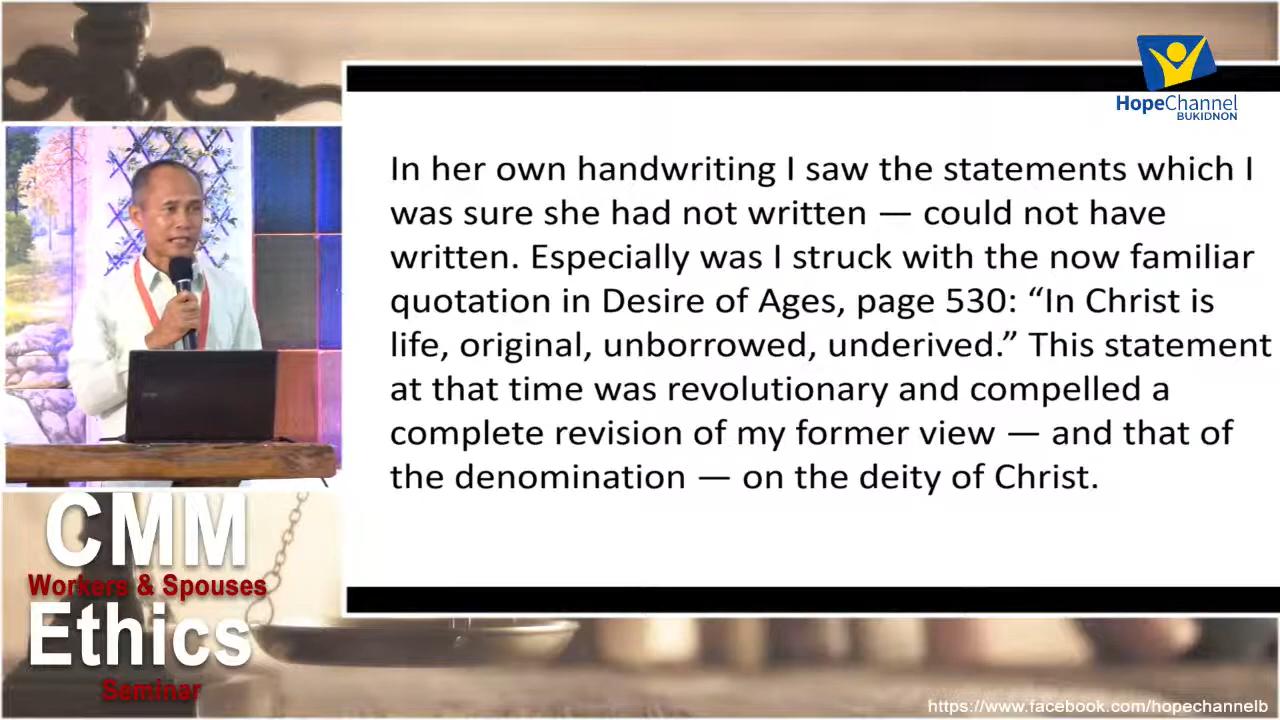 HopeChannel
BUKIDNON
In her own handwriting I saw the statements which I
was sure she had not written — could not have
written. Especially was I struck with the now familiar
quotation in Desire of Ages, page 530: “In Christ is
life, original, unborrowed, underived.” This statement
at that time was revolutionary and compelled a
complete revision of my former view — and that of
the denomination — on the deity of Christ.
CMM
Workers & Spouses
Ethics
Seminar
https://www.facebook.com/hopechannelb